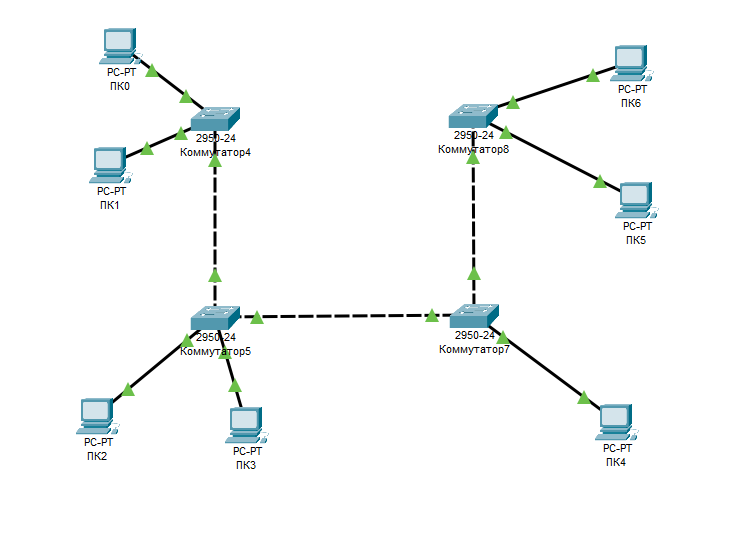 PC-PT
ПК0
2950-24
Коммутатор4
PC-PT
ПК1
PC-PT
ПК6
2950-24
Коммутатор8
PC-PT
ПК5
2950-24
Коммутатор5
2950-24
Коммутатор7
PC-PT
ПК2
PC-PT
ПК3
PC-PT
ПК4